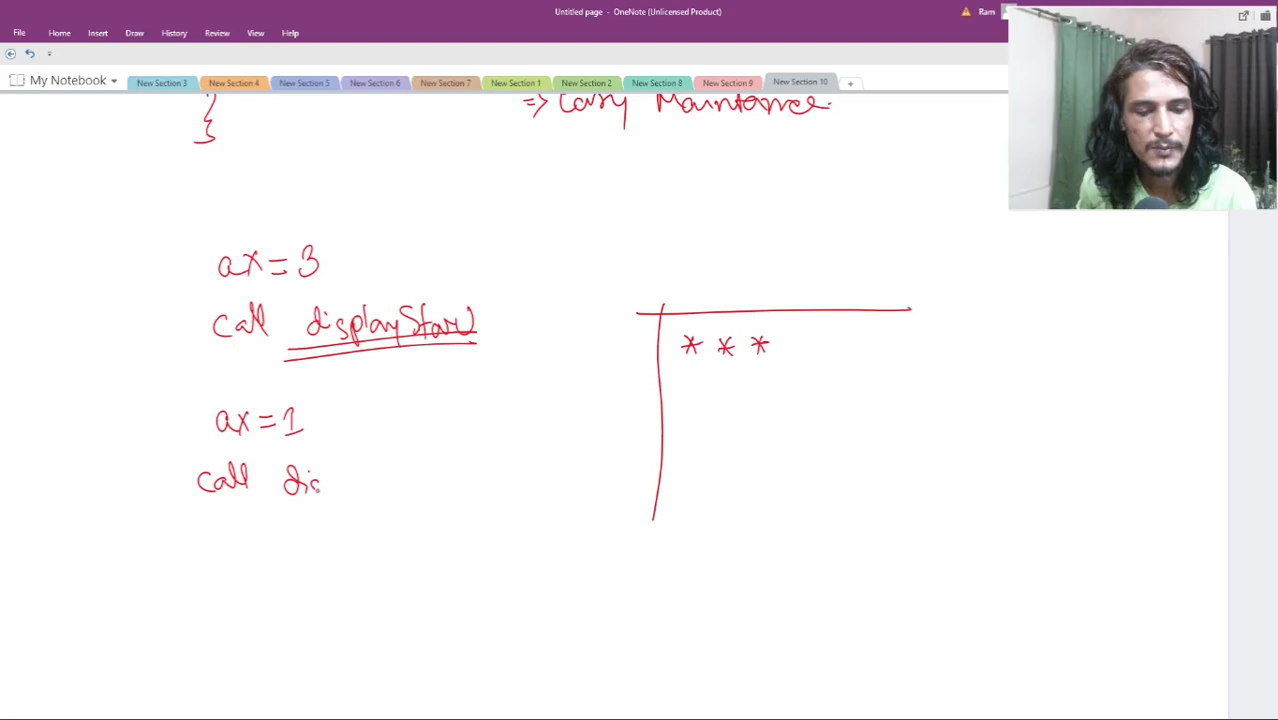 Untitled page - OneNote (Unlicensed Product)
Ram
File Home Insert Draw History Review View Help
My Notebook
New Section 3 New Section 4 New Section 5 New Section 6 New Section 7 New Section 1 New Section 2 New Section 8 New Section 9 New Section 10
} => Easy Maintance.
ax = 3
call displayStar
* * *
ax = 1
call dis